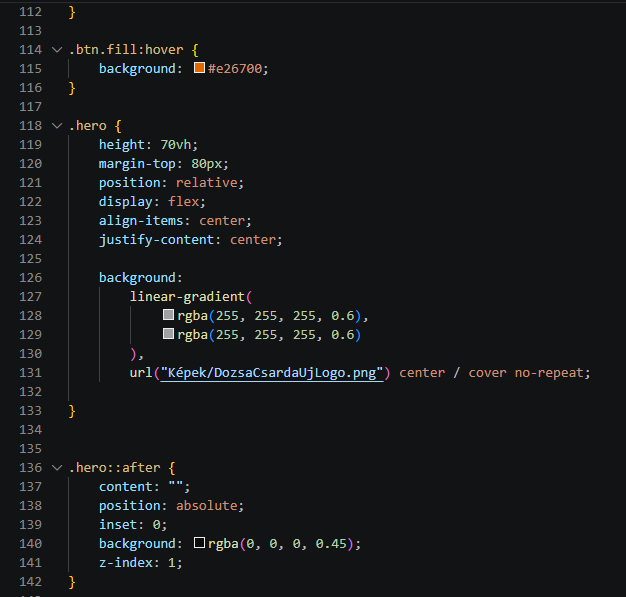 112 }
113
114 .btn.fill:hover {
115 background: #e26700;
116 }
117
118 .hero {
119 height: 70vh;
120 margin-top: 80px;
121 position: relative;
122 display: flex;
123 align-items: center;
124 justify-content: center;
125
126 background:
127 linear-gradient(
128 rgba(255, 255, 255, 0.6),
129 rgba(255, 255, 255, 0.6)
130 ),
131 url("Képek/DozsaCsardaUjLogo.png") center / cover no-repeat;
132
133 }
134
135
136 .hero::after {
137 content: "";
138 position: absolute;
139 inset: 0;
140 background: rgba(0, 0, 0, 0.45);
141 z-index: 1;
142 }